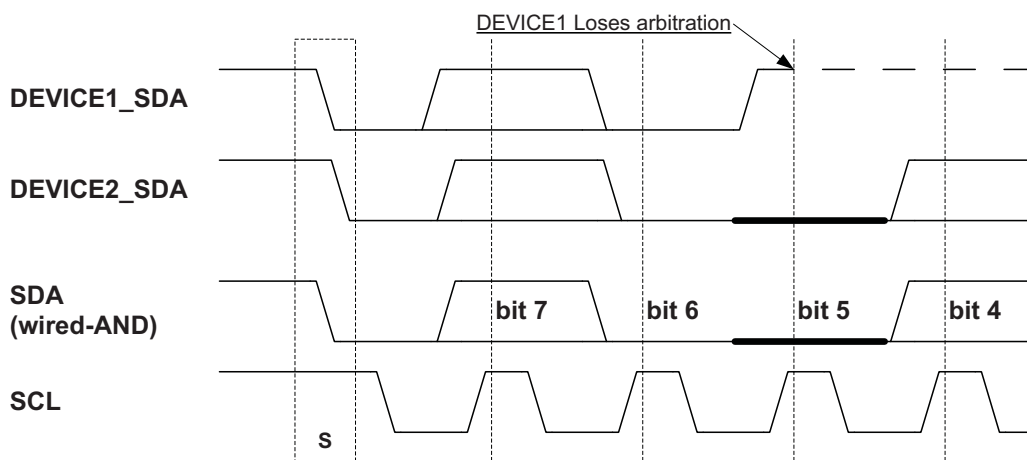 DEVICE1 Loses arbitration
DEVICE1_SDA
DEVICE2_SDA
SDA
(wired-AND)
bit 7 bit 6 bit 5 bit 4
SCL
S